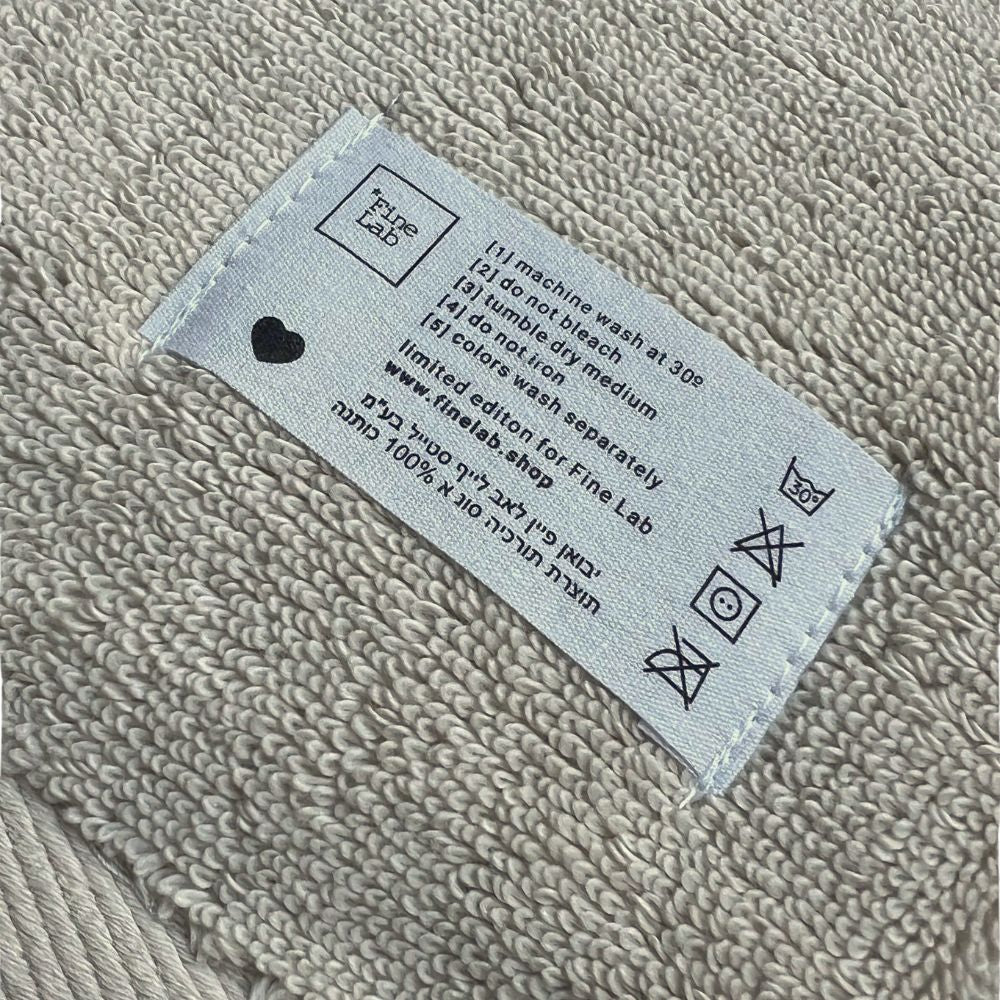 *Fine
Lab
[1] machine wash at 30º
[2] do not bleach
[3] tumble dry medium
[4] do not iron
[5] colors wash separately
limited editon for Fine Lab
www.finelab.shop
יבואן פיין לאב לייף סטייל בע"מ
תוצרת תורכיה סוג א 100% כותנה
30º